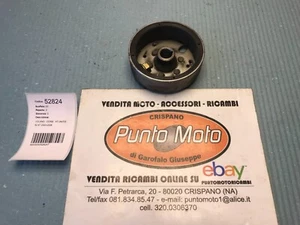 52824
VENDITA MOTO - ACCESSORI - RICAMBI
CRISPANO
Punto Moto
di Garofalo Giuseppe
VENDITA RICAMBI ONLINE SU
ebay
PUNTOMOTORICAMBI
Via F. Petrarca, 20 - 80020 CRISPANO (NA)
Tel/fax 081.834.85.47 - e-mail: puntomoto1@alice.it
cell. 320.0306370